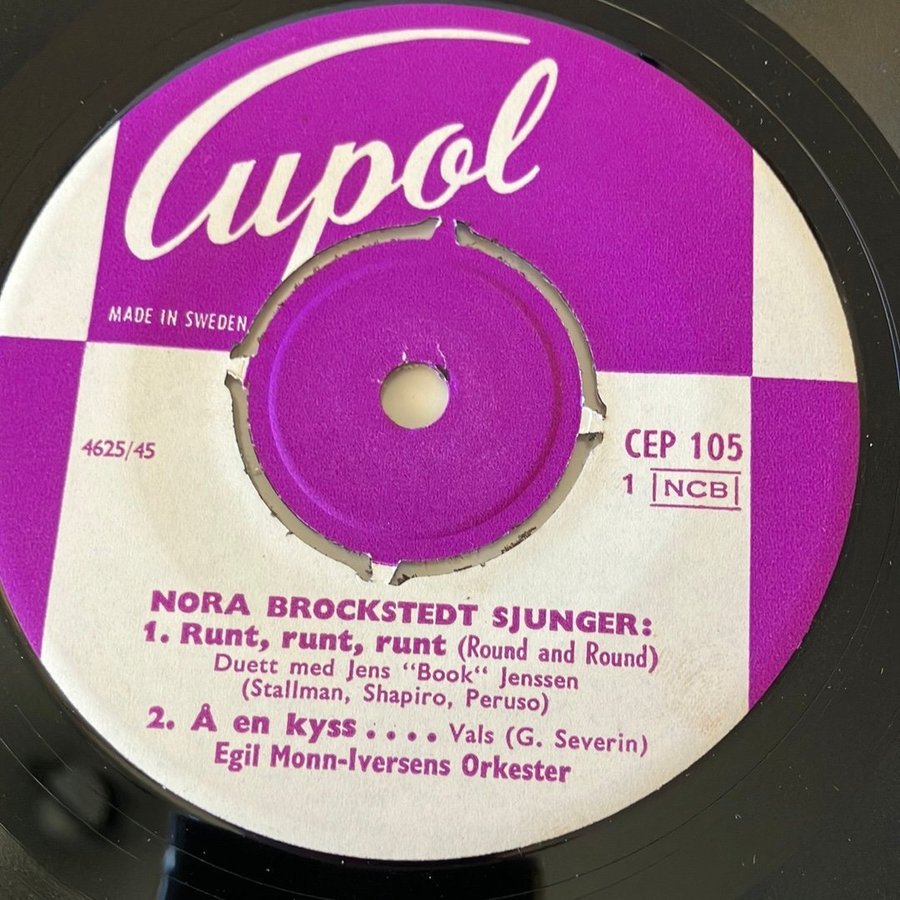 Cupol
MADE IN SWEDEN
4625/45
CEP 105
1 NCB
NORA BROCKSTEDT SJUNGER:
1. Runt, runt, runt (Round and Round)
Duett med Jens “Book“ Jenssen
(Stallman, Shapiro, Peruso)
2. Å en kyss . . . . Vals (G. Severin)
Egil Monn-Iversens Orkester